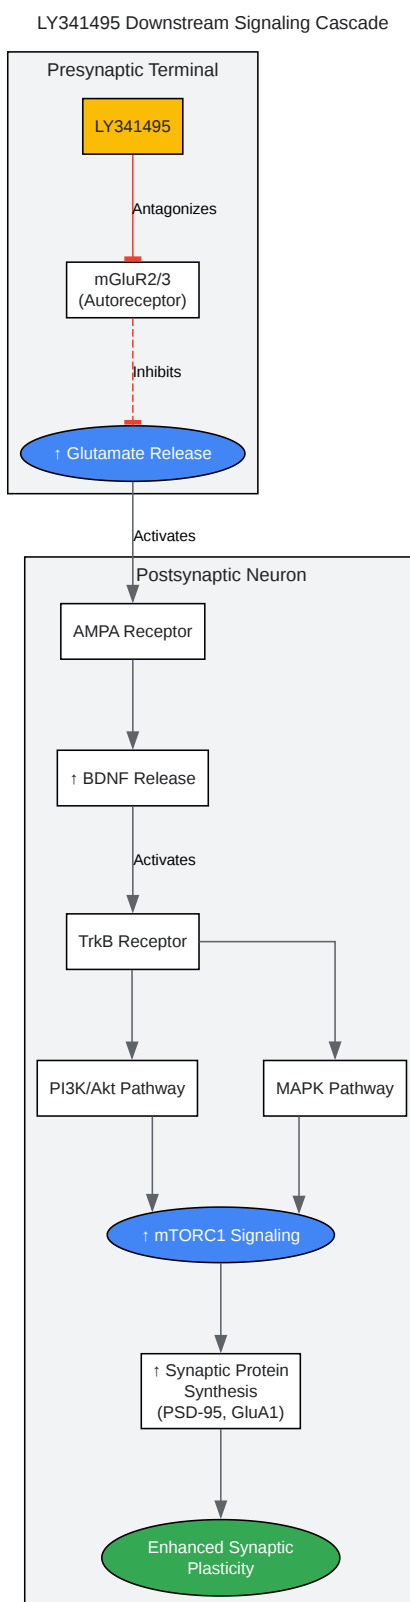 LY341495 Downstream Signaling Cascade
Presynaptic Terminal
LY341495
Antagonizes
mGluR2/3
(Autoreceptor)
Inhibits
↑ Glutamate Release
Activates
Postsynaptic Neuron
AMPA Receptor
↑ BDNF Release
Activates
TrkB Receptor
PI3K/Akt Pathway
MAPK Pathway
↑ mTORC1 Signaling
↑ Synaptic Protein
Synthesis
(PSD-95, GluA1)
Enhanced Synaptic
Plasticity